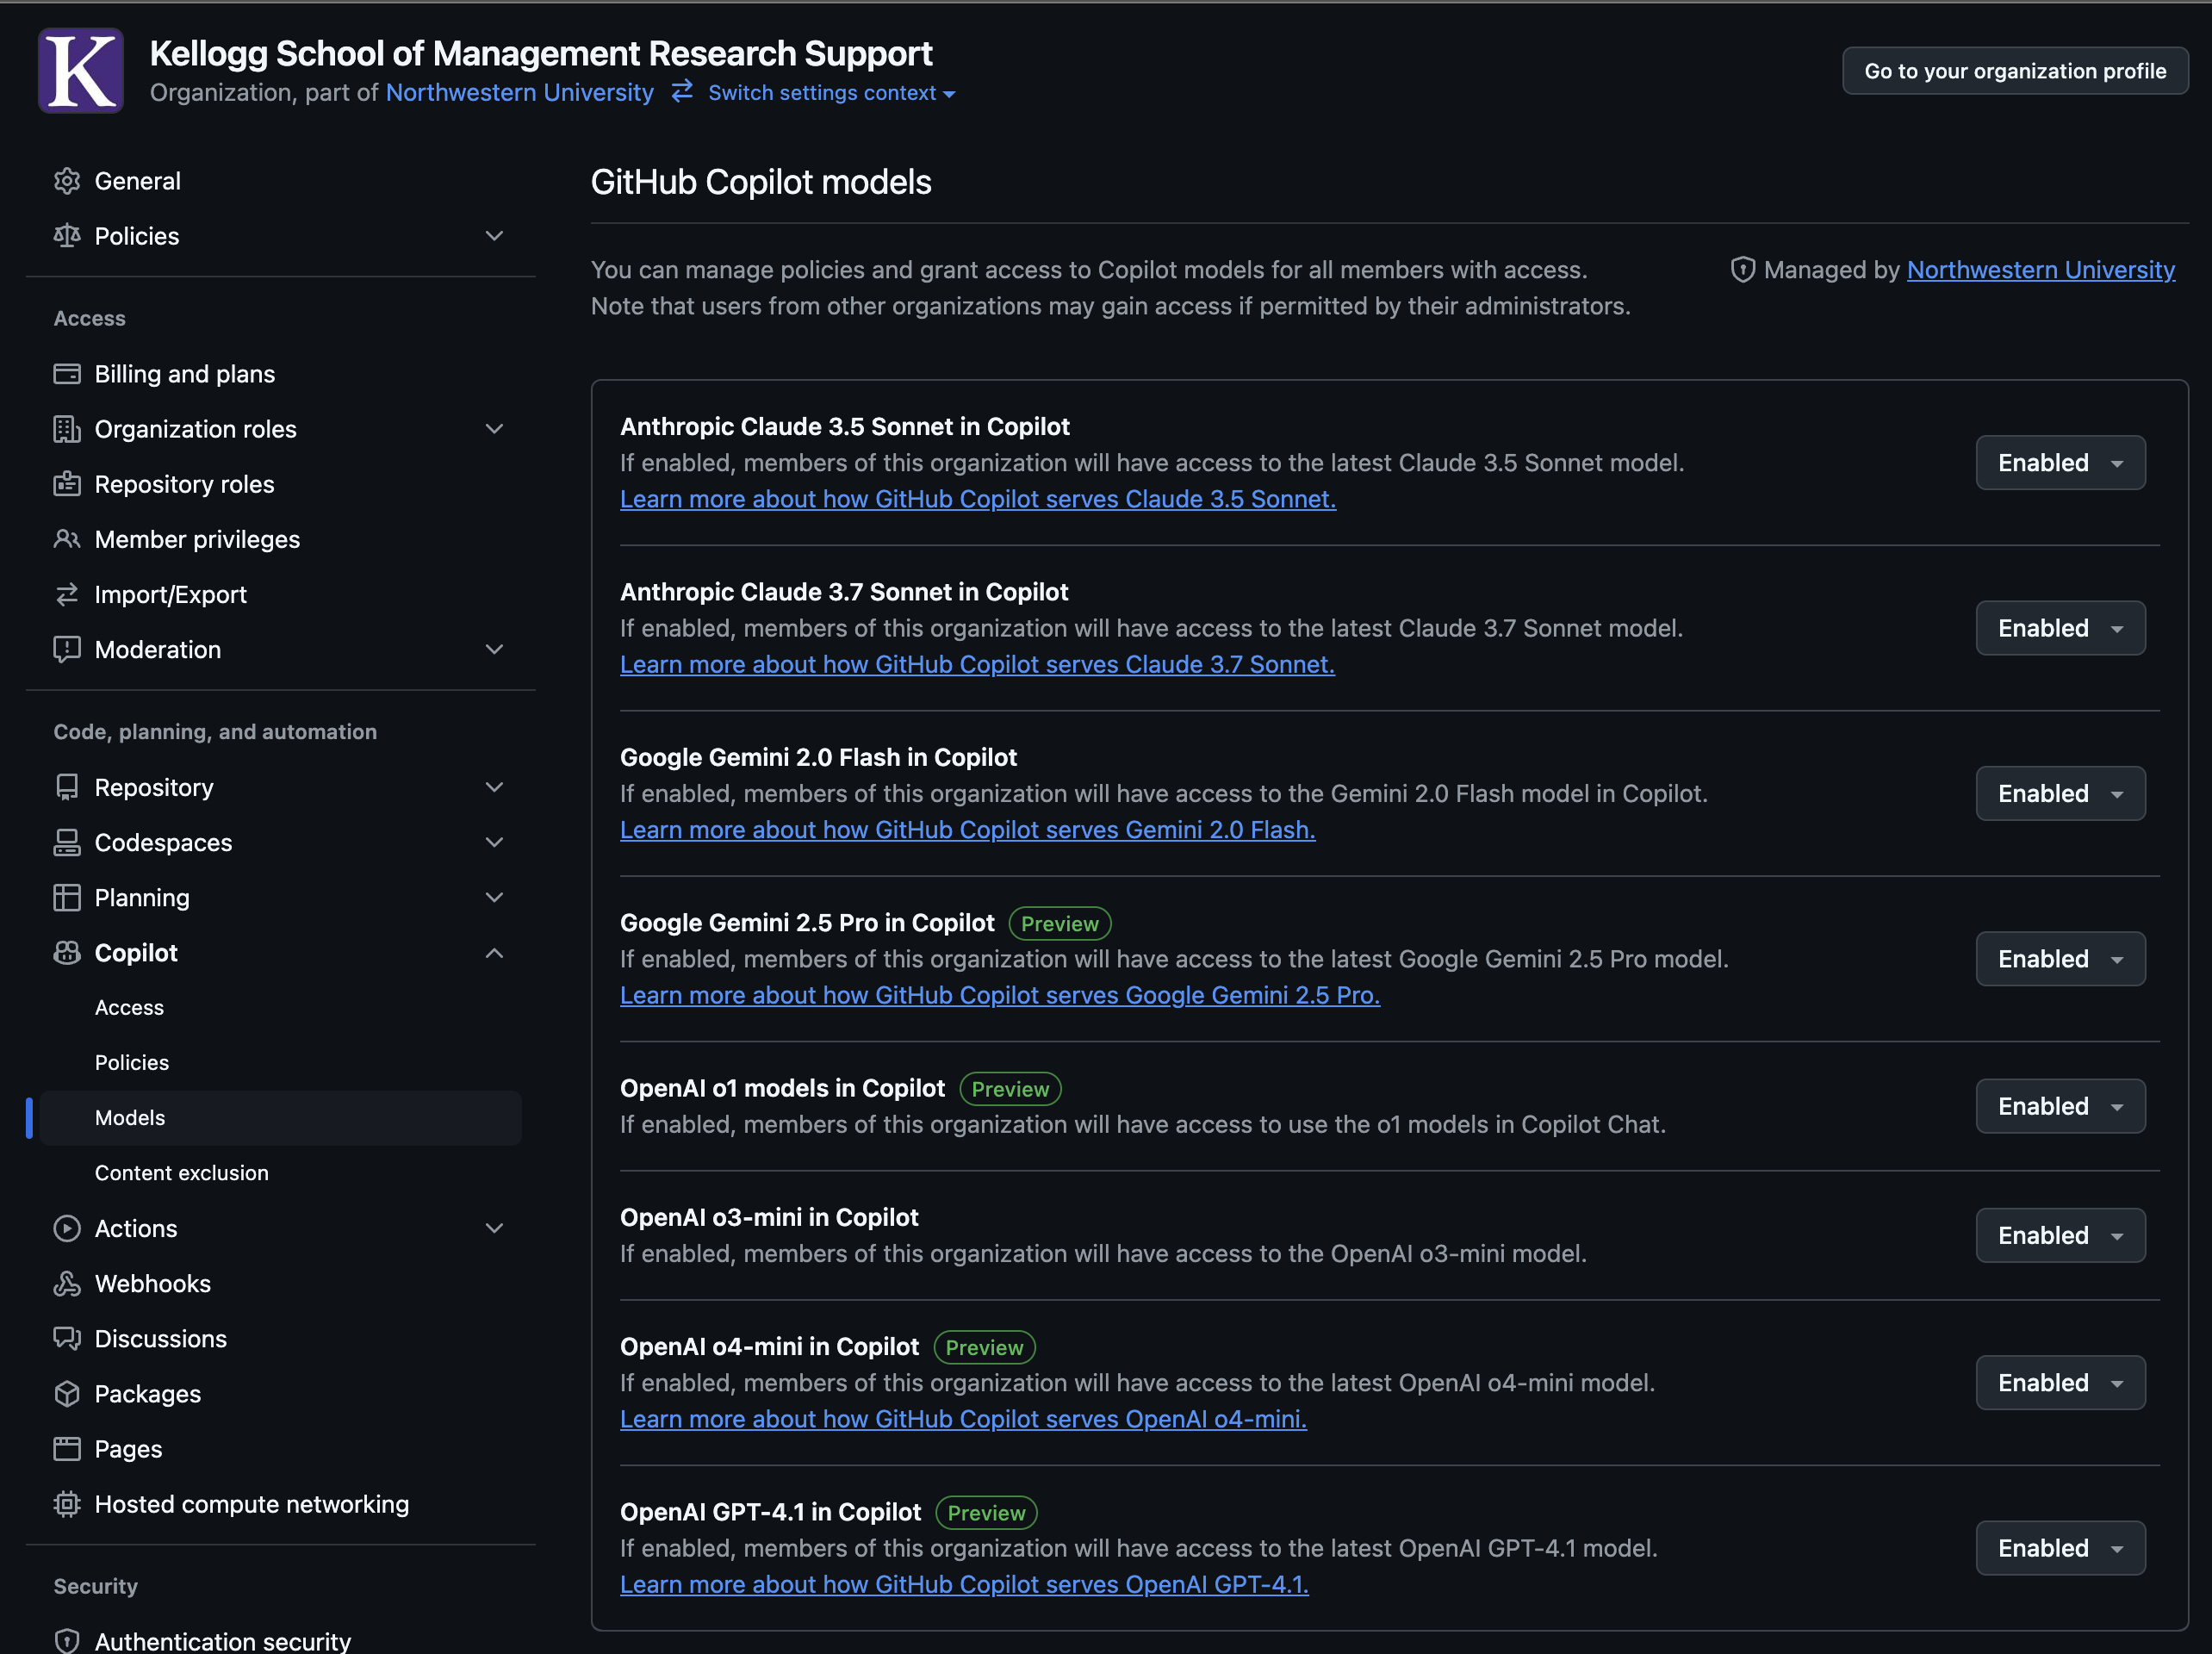 K
Kellogg School of Management Research Support
Organization, part of Northwestern University Switch settings context
Go to your organization profile
General
Policies
Access
Billing and plans
Organization roles
Repository roles
Member privileges
Import/Export
Moderation
Code, planning, and automation
Repository
Codespaces
Planning
Copilot
Access
Policies
Models
Content exclusion
Actions
Webhooks
Discussions
Packages
Pages
Hosted compute networking
Security
Authentication security
GitHub Copilot models
You can manage policies and grant access to Copilot models for all members with access.
Note that users from other organizations may gain access if permitted by their administrators.
Managed by Northwestern University
Anthropic Claude 3.5 Sonnet in Copilot
If enabled, members of this organization will have access to the latest Claude 3.5 Sonnet model.
Learn more about how GitHub Copilot serves Claude 3.5 Sonnet.
Enabled
Anthropic Claude 3.7 Sonnet in Copilot
If enabled, members of this organization will have access to the latest Claude 3.7 Sonnet model.
Learn more about how GitHub Copilot serves Claude 3.7 Sonnet.
Enabled
Google Gemini 2.0 Flash in Copilot
If enabled, members of this organization will have access to the Gemini 2.0 Flash model in Copilot.
Learn more about how GitHub Copilot serves Gemini 2.0 Flash.
Enabled
Google Gemini 2.5 Pro in Copilot Preview
If enabled, members of this organization will have access to the latest Google Gemini 2.5 Pro model.
Learn more about how GitHub Copilot serves Google Gemini 2.5 Pro.
Enabled
OpenAI o1 models in Copilot Preview
If enabled, members of this organization will have access to use the o1 models in Copilot Chat.
Enabled
OpenAI o3-mini in Copilot
If enabled, members of this organization will have access to the OpenAI o3-mini model.
Enabled
OpenAI o4-mini in Copilot Preview
If enabled, members of this organization will have access to the latest OpenAI o4-mini model.
Learn more about how GitHub Copilot serves OpenAI o4-mini.
Enabled
OpenAI GPT-4.1 in Copilot Preview
If enabled, members of this organization will have access to the latest OpenAI GPT-4.1 model.
Learn more about how GitHub Copilot serves OpenAI GPT-4.1.
Enabled